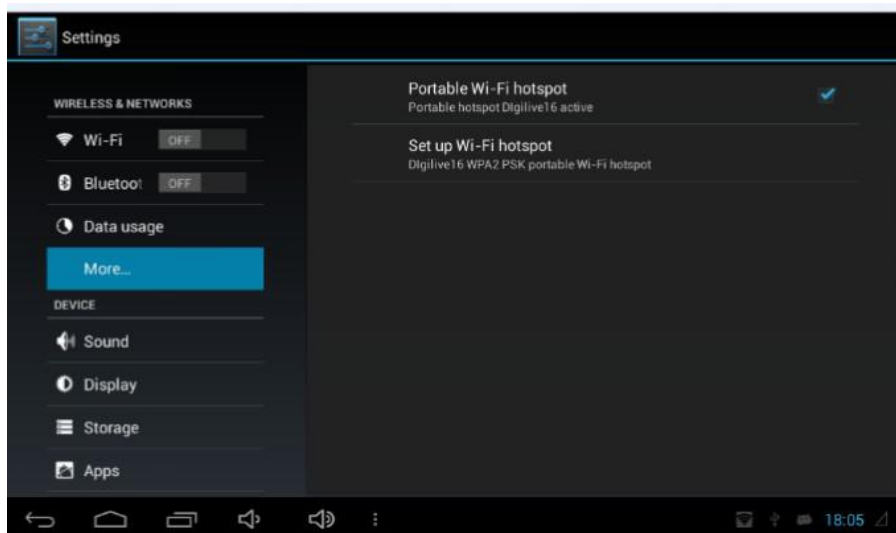 Settings
WIRELESS & NETWORKS
Wi-Fi OFF
Bluetoot OFF
Data usage
More...
DEVICE
Sound
Display
Storage
Apps
Portable Wi-Fi hotspot
Portable hotspot DIgilive16 active
Set up Wi-Fi hotspot
DIgilive16 WPA2 PSK portable Wi-Fi hotspot
18:05